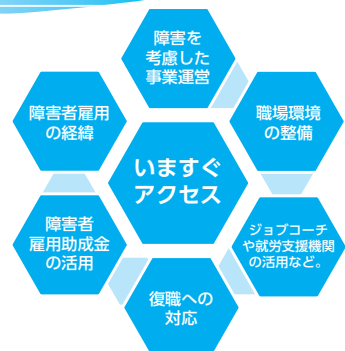 障害を
考慮した
事業運営
障害者雇用
の経緯
職場環境
の整備
いますぐ
アクセス
障害者
雇用助成金
の活用
ジョブコーチ
や就労支援機関
の活用など。
復職への
対応